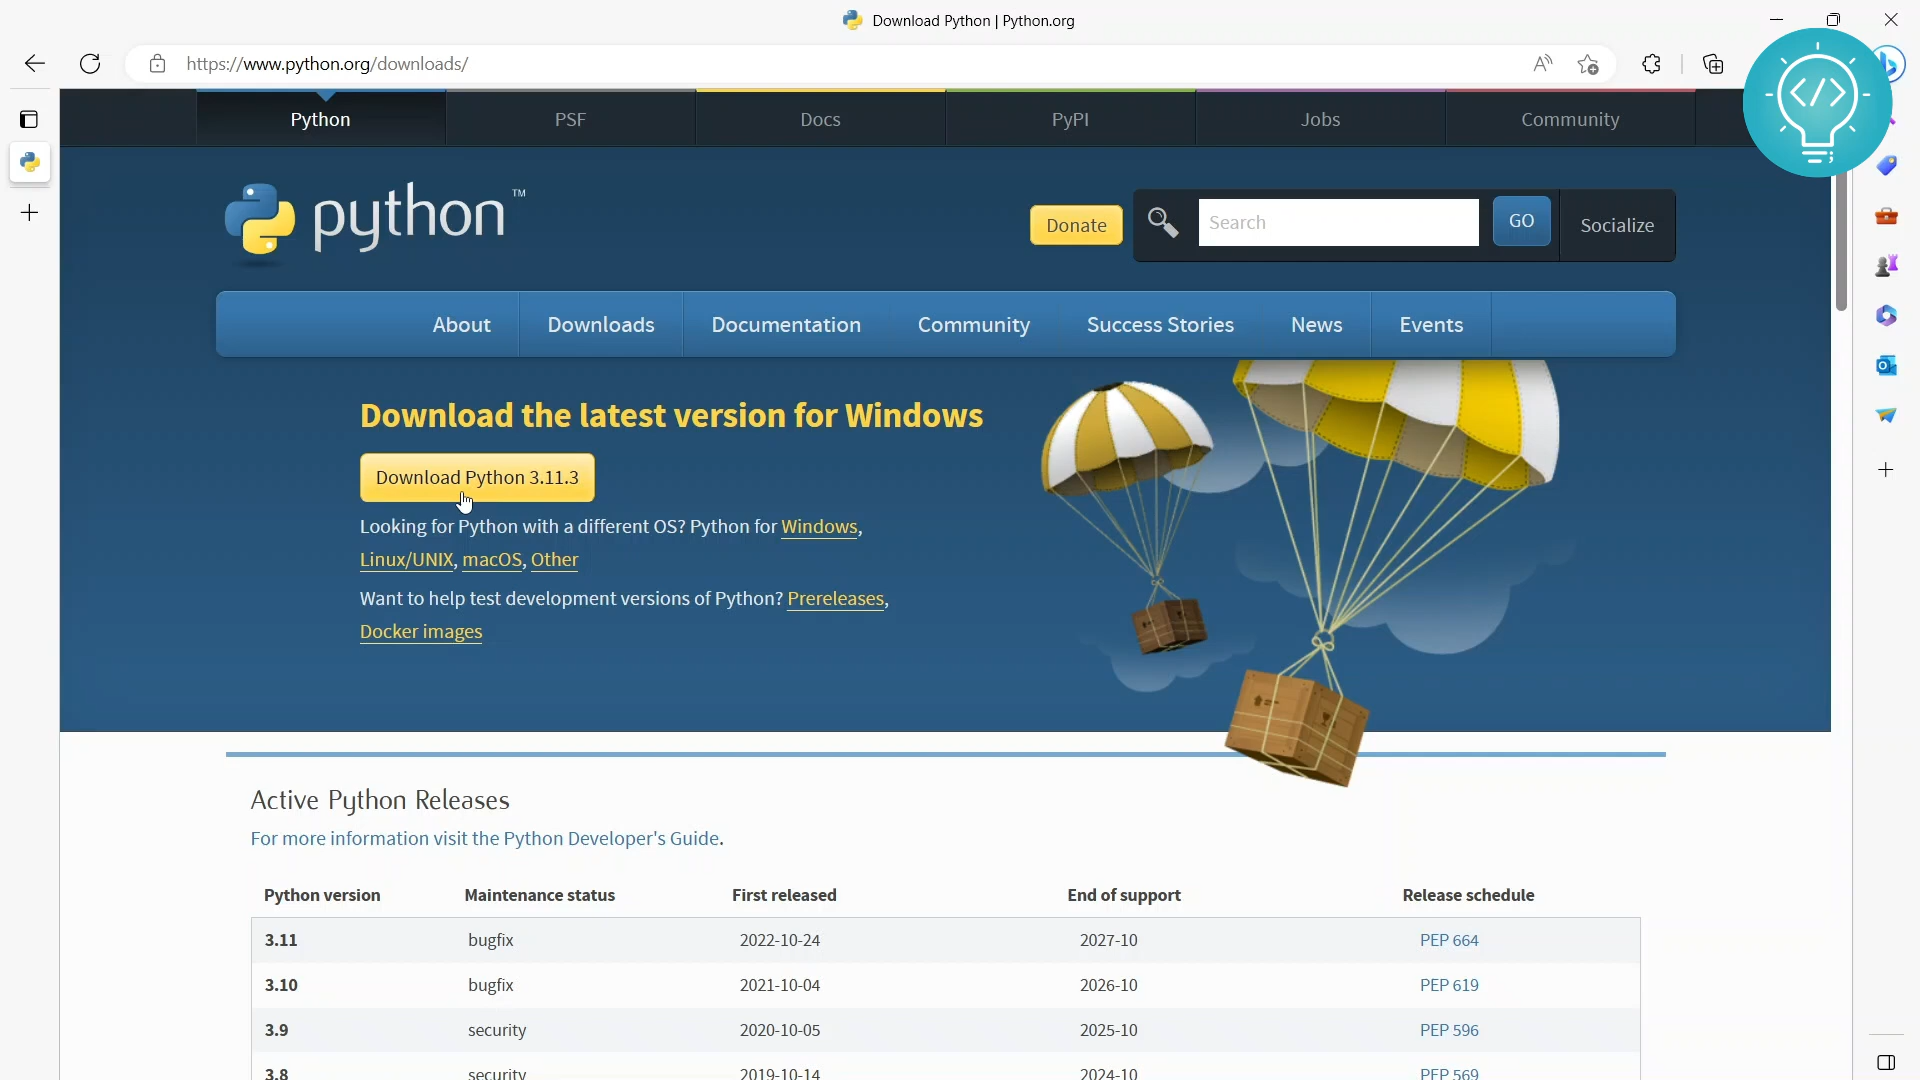 Download Python | Python.org
https://www.python.org/downloads/
Python PSF Docs PyPI Jobs Community
</>
python™
Donate Search GO Socialize
About Downloads Documentation Community Success Stories News Events
Download the latest version for Windows
Download Python 3.11.3
Looking for Python with a different OS? Python for Windows,
Linux/UNIX, macOS, Other
Want to help test development versions of Python? Prereleases,
Docker images
Active Python Releases
For more information visit the Python Developer's Guide.
Python version Maintenance status First released End of support Release schedule
3.11 bugfix 2022-10-24 2027-10 PEP 664
3.10 bugfix 2021-10-04 2026-10 PEP 619
3.9 security 2020-10-05 2025-10 PEP 596
3.8 security 2019-10-14 2024-10 PEP 569